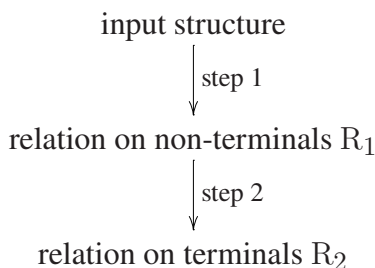 input structure
step 1
relation on non-terminals R₁
step 2
relation on terminals R₂